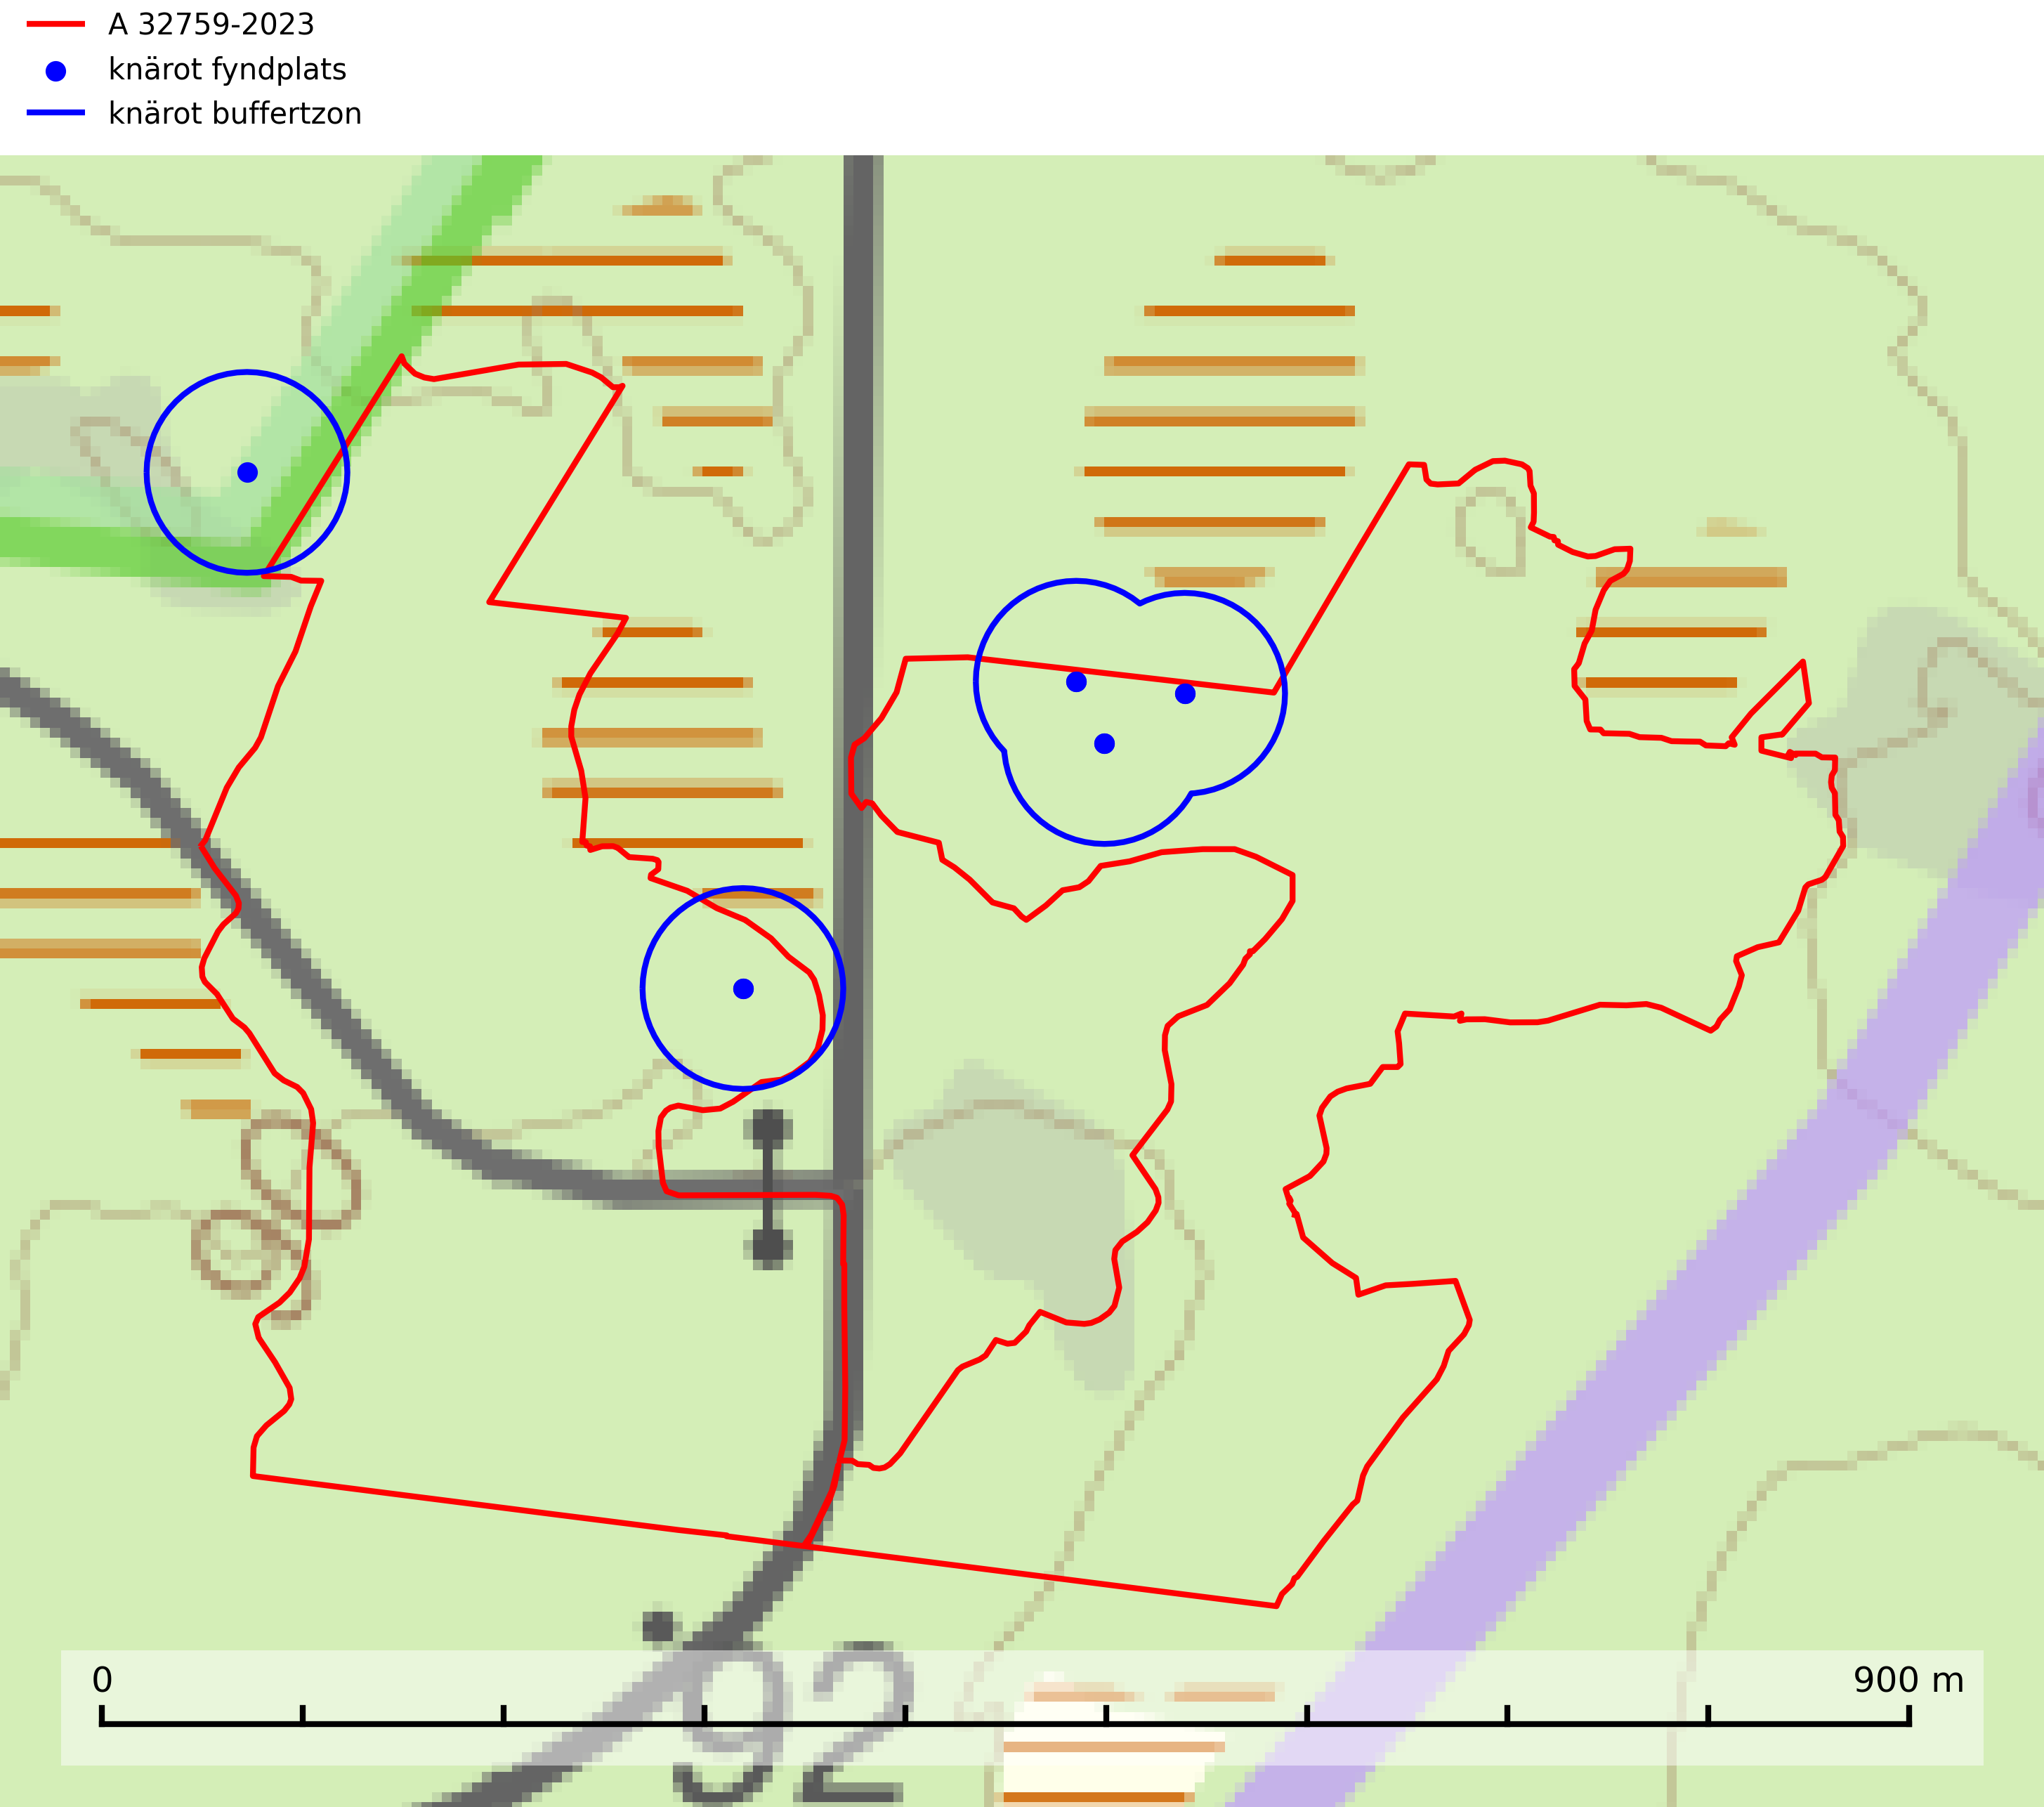 A 32759-2023
knärot fyndplats
knärot buffertzon
0
900 m
92